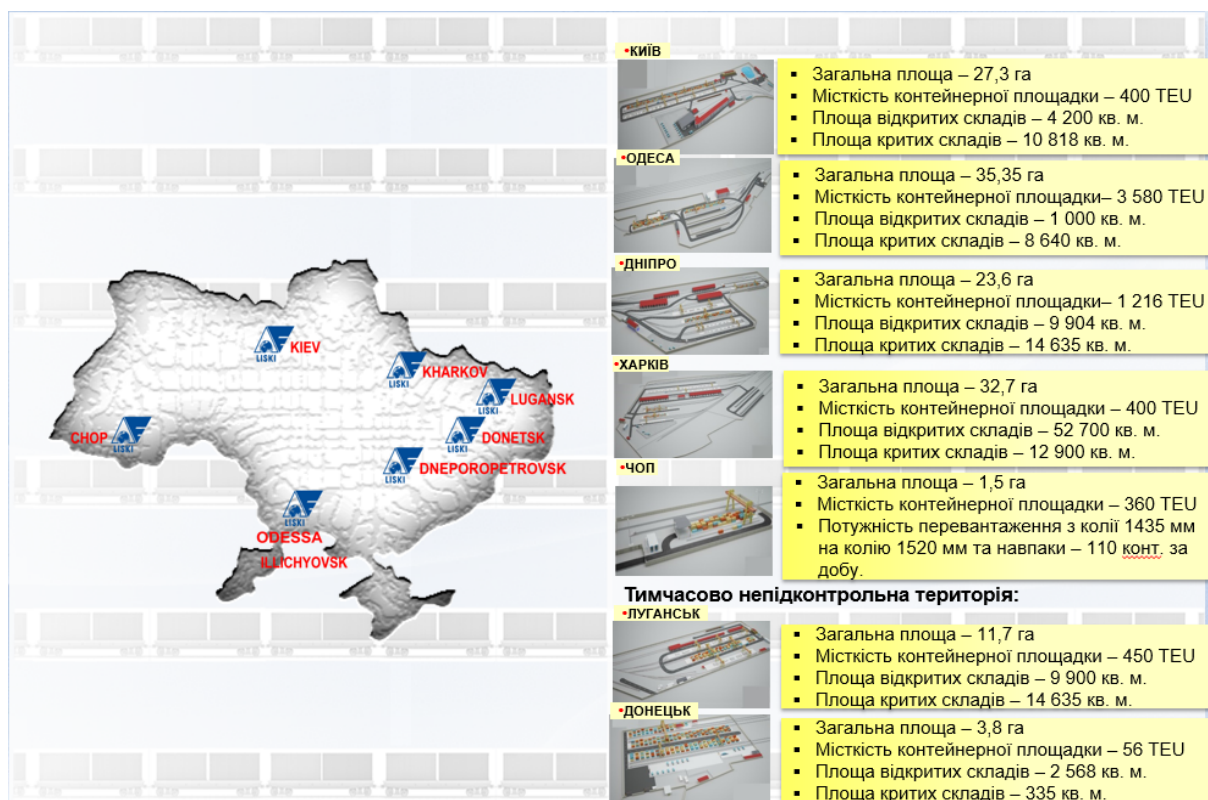 LISKI
KIEV
LISKI
KHARKOV
LISKI
LUGANSK
CHOP
LISKI
LISKI
DONETSK
LISKI
DNEPOROPETROVSK
LISKI
ODESSA
ILLICHYOVSK
•КИЇВ
▪ Загальна площа – 27,3 га
▪ Місткість контейнерної площадки – 400 TEU
▪ Площа відкритих складів – 4 200 кв. м.
▪ Площа критих складів – 10 818 кв. м.
•ОДЕСА
▪ Загальна площа – 35,35 га
▪ Місткість контейнерної площадки– 3 580 TEU
▪ Площа відкритих складів – 1 000 кв. м.
▪ Площа критих складів – 8 640 кв. м.
•ДНІПРО
▪ Загальна площа – 23,6 га
▪ Місткість контейнерної площадки– 1 216 TEU
▪ Площа відкритих складів – 9 904 кв. м.
▪ Площа критих складів – 14 635 кв. м.
•ХАРКІВ
▪ Загальна площа – 32,7 га
▪ Місткість контейнерної площадки – 400 TEU
▪ Площа відкритих складів – 52 700 кв. м.
▪ Площа критих складів – 12 900 кв. м.
•ЧОП
▪ Загальна площа – 1,5 га
▪ Місткість контейнерної площадки – 360 TEU
▪ Потужність перевантаження з колії 1435 мм
на колію 1520 мм та навпаки – 110 конт. за
добу.
Тимчасово непідконтрольна територія:
•ЛУГАНСЬК
▪ Загальна площа – 11,7 га
▪ Місткість контейнерної площадки – 450 TEU
▪ Площа відкритих складів – 9 900 кв. м.
▪ Площа критих складів – 14 635 кв. м.
•ДОНЕЦЬК
▪ Загальна площа – 3,8 га
▪ Місткість контейнерної площадки – 56 TEU
▪ Площа відкритих складів – 2 568 кв. м.
▪ Площа критих складів – 335 кв. м.